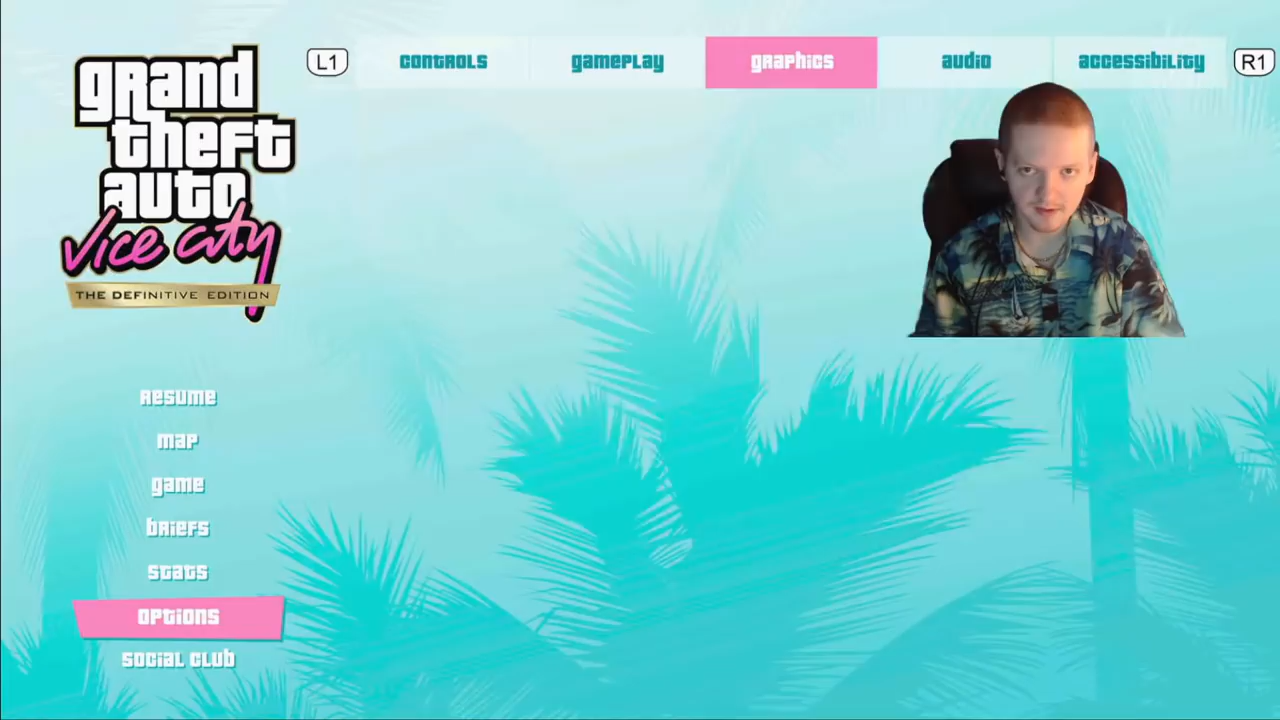 L1
controls
gameplay
graphics
audio
accessibility
R1
grand
theft
auto
Vice City
THE DEFINITIVE EDITION
resume
map
game
briefs
stats
options
social club